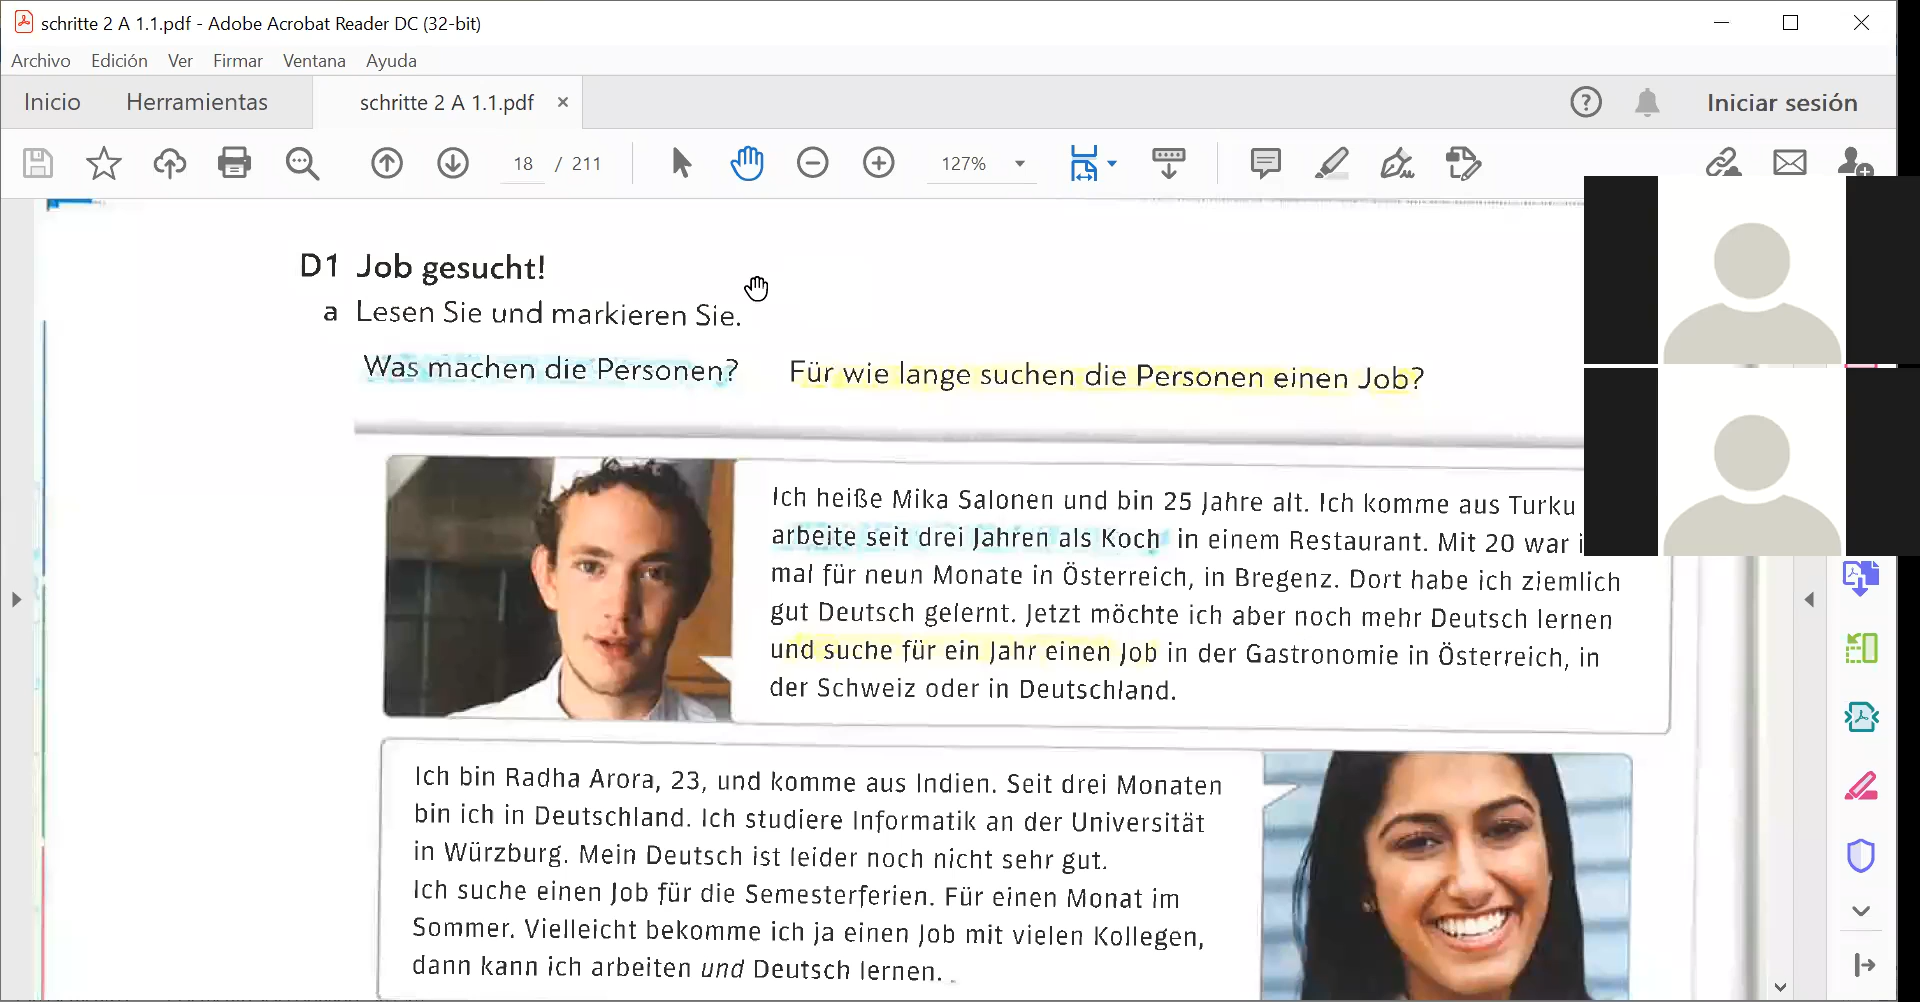 schritte 2 A 1.1.pdf - Adobe Acrobat Reader DC (32-bit)
Archivo Edición Ver Firmar Ventana Ayuda
Inicio Herramientas schritte 2 A 1.1.pdf Iniciar sesión
18 / 211 127%
D1 Job gesucht!
a Lesen Sie und markieren Sie.
Was machen die Personen? Für wie lange suchen die Personen einen Job?
Ich heiße Mika Salonen und bin 25 Jahre alt. Ich komme aus Turku
arbeite seit drei Jahren als Koch in einem Restaurant. Mit 20 war
mal für neun Monate in Österreich, in Bregenz. Dort habe ich ziemlich
gut Deutsch gelernt. Jetzt möchte ich aber noch mehr Deutsch lernen
und suche für ein Jahr einen Job in der Gastronomie in Österreich, in
der Schweiz oder in Deutschland.
Ich bin Radha Arora, 23, und komme aus Indien. Seit drei Monaten
bin ich in Deutschland. Ich studiere Informatik an der Universität
in Würzburg. Mein Deutsch ist leider noch nicht sehr gut.
Ich suche einen Job für die Semesterferien. Für einen Monat im
Sommer. Vielleicht bekomme ich ja einen Job mit vielen Kollegen,
dann kann ich arbeiten und Deutsch lernen.